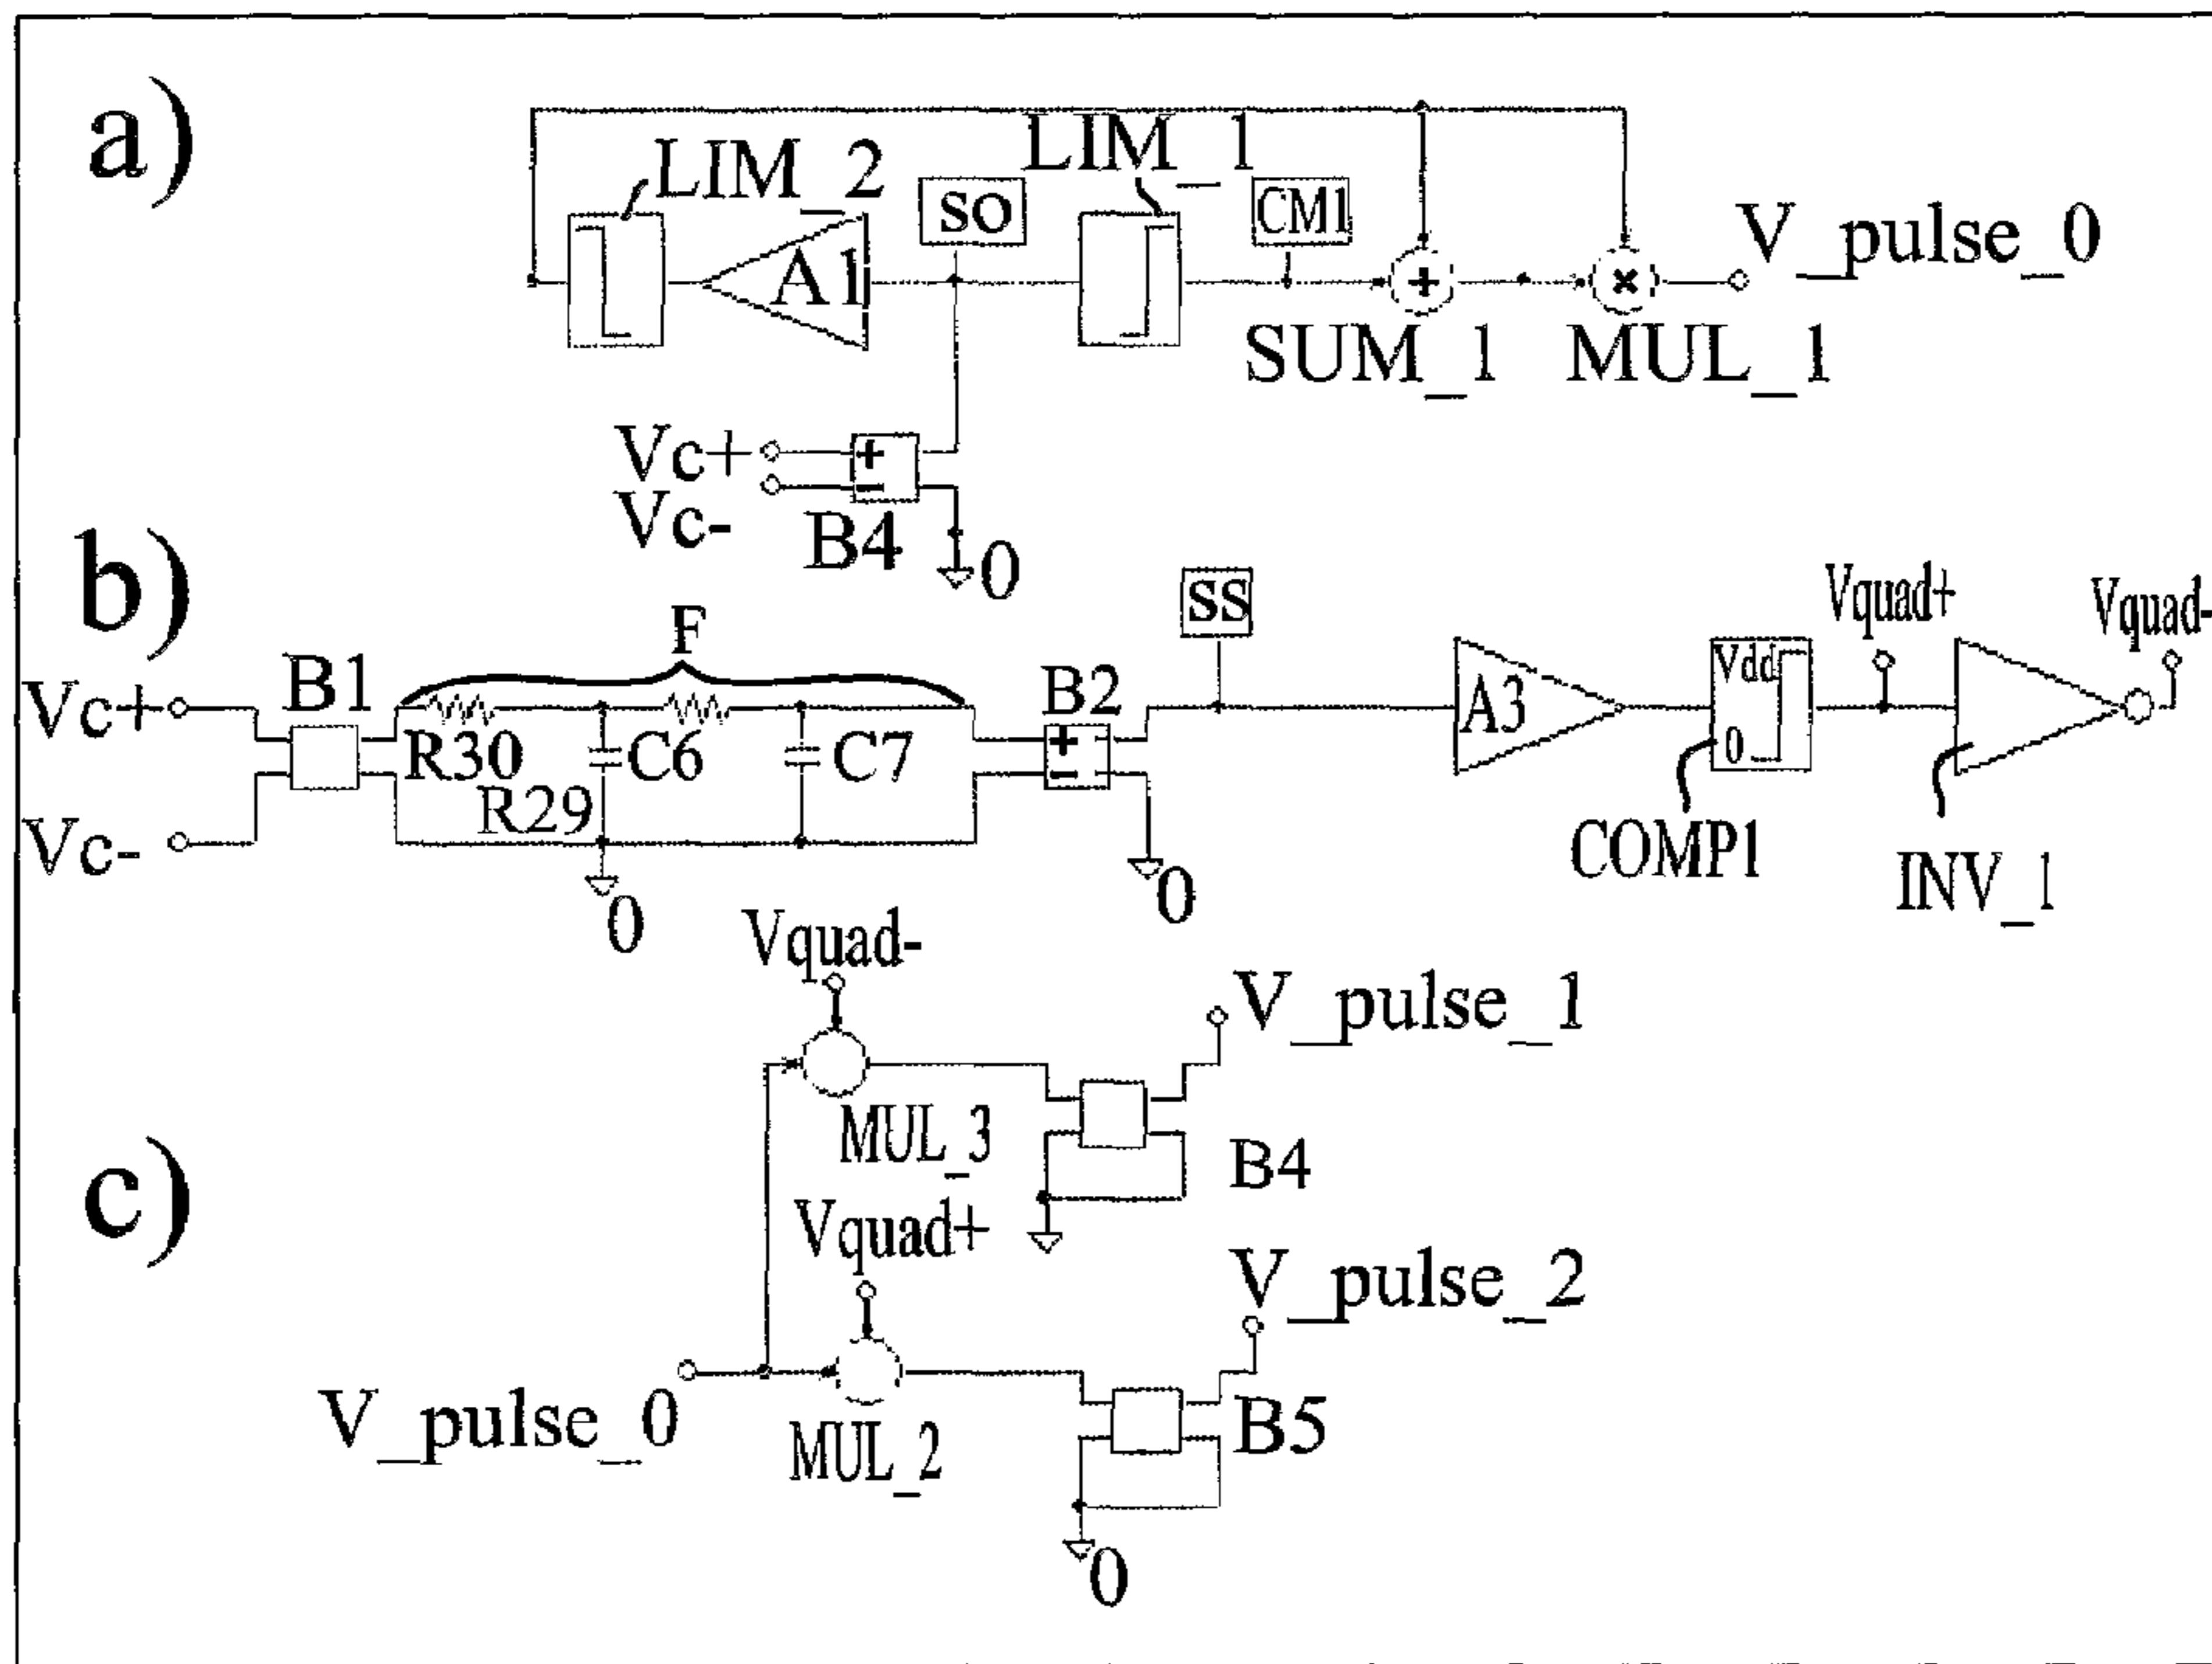 a)
LIM_2
so
LIM_1
CM1
V_pulse_0
A1
+
×
SUM_1
MUL_1
Vc+
+
-
Vc-
B4
0
b)
F
ss
Vquad+
Vquad-
B1
B2
Vc+
R30
C6
C7
+
-
A3
Vdd
0
R29
Vc-
COMP1
INV_1
0
0
Vquad-
V_pulse_1
MUL_3
B4
c)
Vquad+
V_pulse_2
V_pulse_0
MUL_2
B5
0